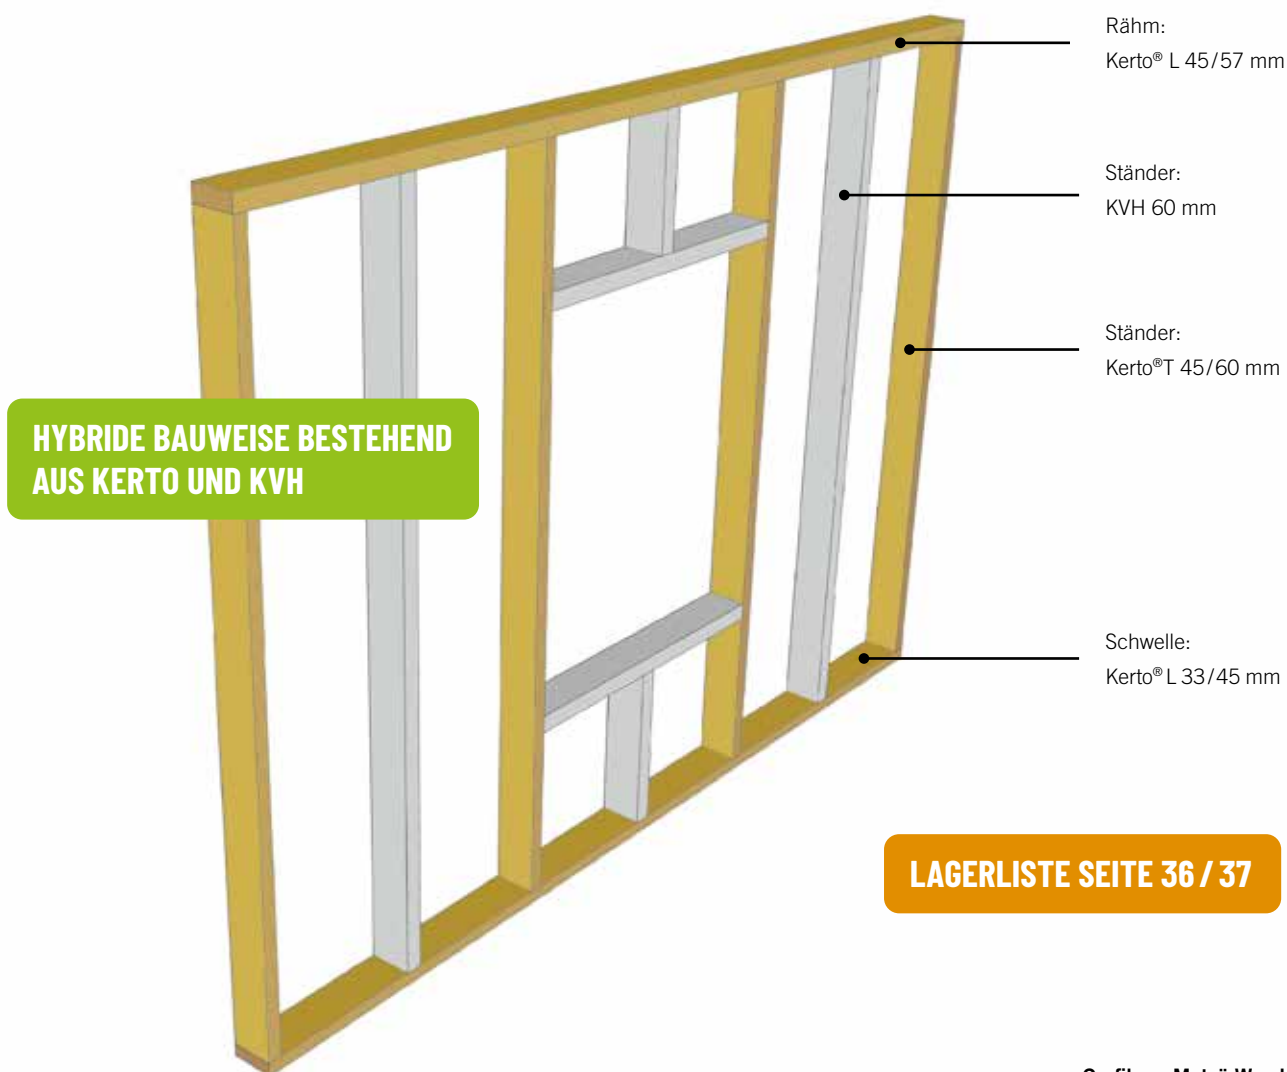 Rähm:
Kerto® L 45/57 mm
Ständer:
KVH 60 mm
Ständer:
Kerto®T 45/60 mm
HYBRIDE BAUWEISE BESTEHEND
AUS KERTO UND KVH
Schwelle:
Kerto® L 33/45 mm
LAGERLISTE SEITE 36 / 37